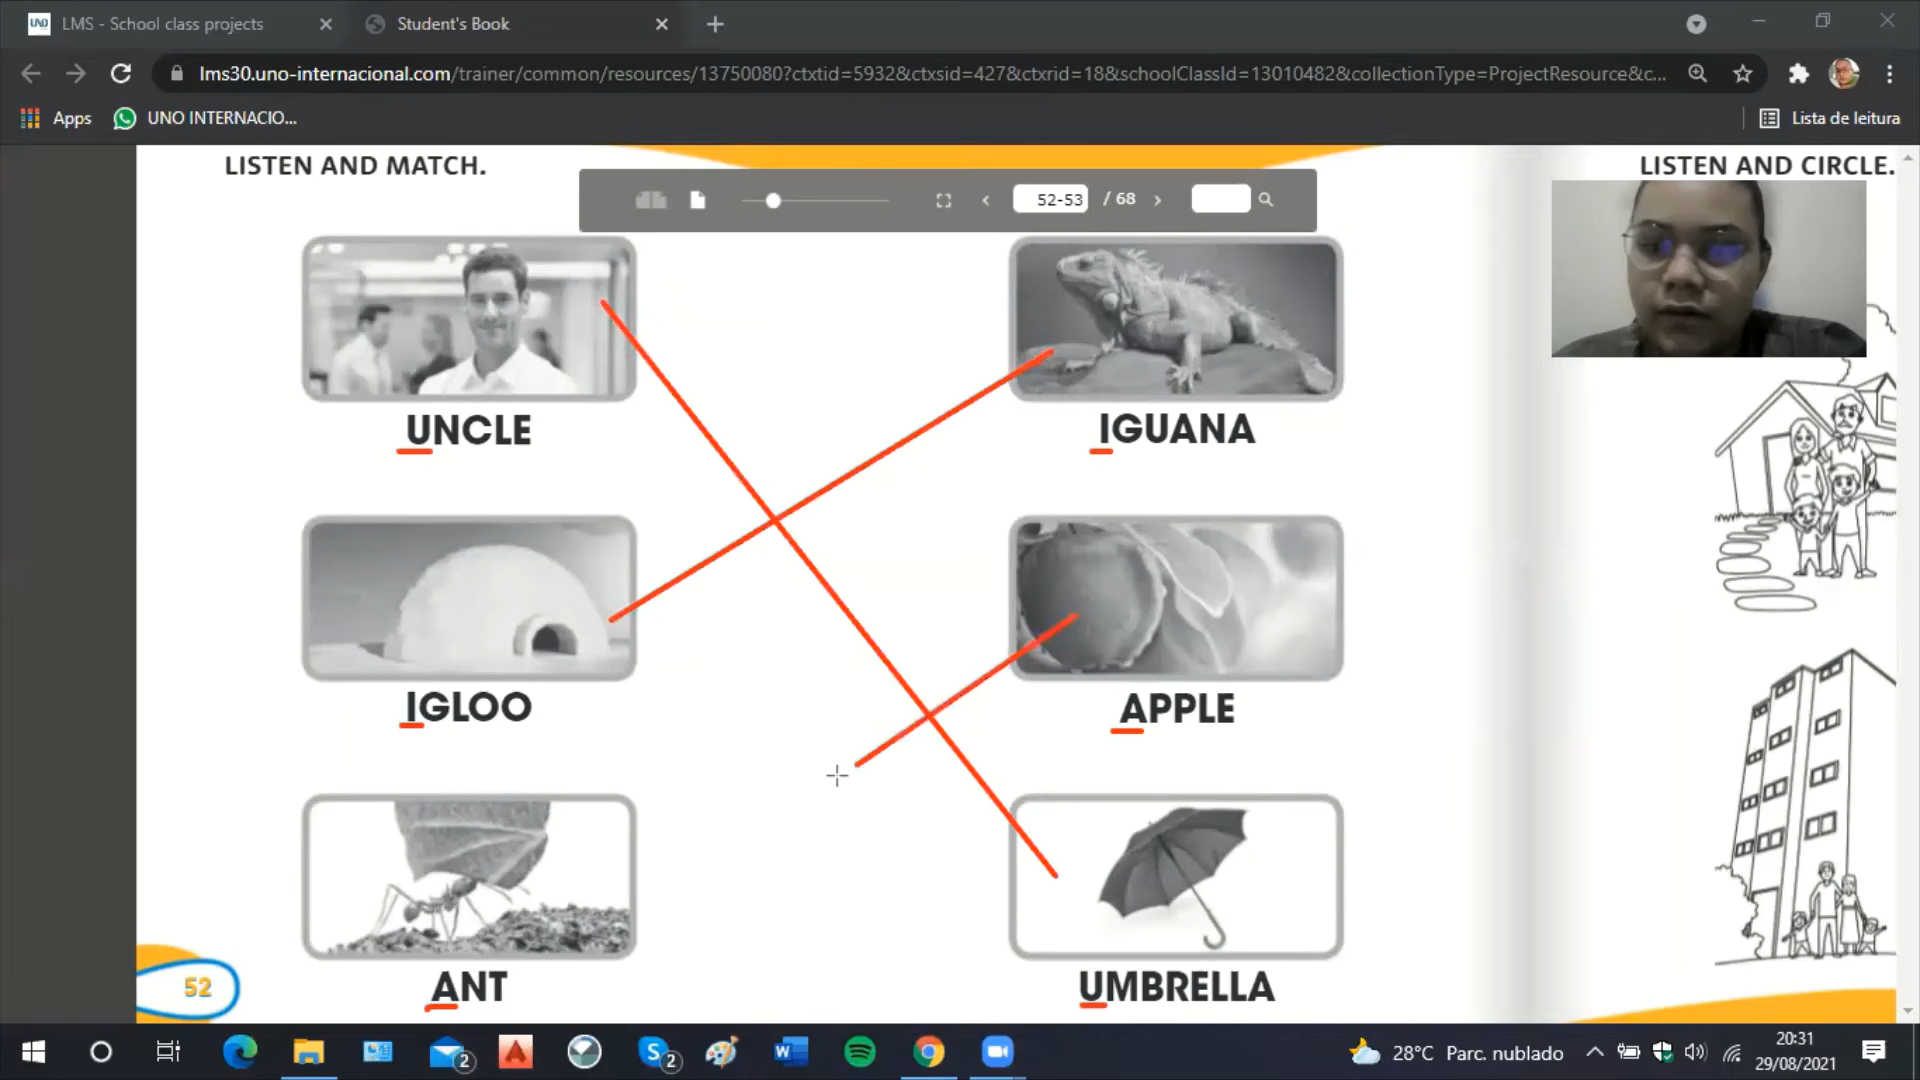 LMS - School class projects
Student's Book
lms30.uno-internacional.com/trainer/common/resources/13750080?ctxtid=5932&ctxsid=427&ctxrid=18&schoolClassId=13010482&collectionType=ProjectResource&c...
Apps
UNO INTERNACIO...
Lista de leitura
LISTEN AND MATCH.
LISTEN AND CIRCLE.
52-53 / 68
UNCLE
IGUANA
IGLOO
APPLE
ANT
UMBRELLA
52
2
2
28°C Parc. nublado
20:31
29/08/2021